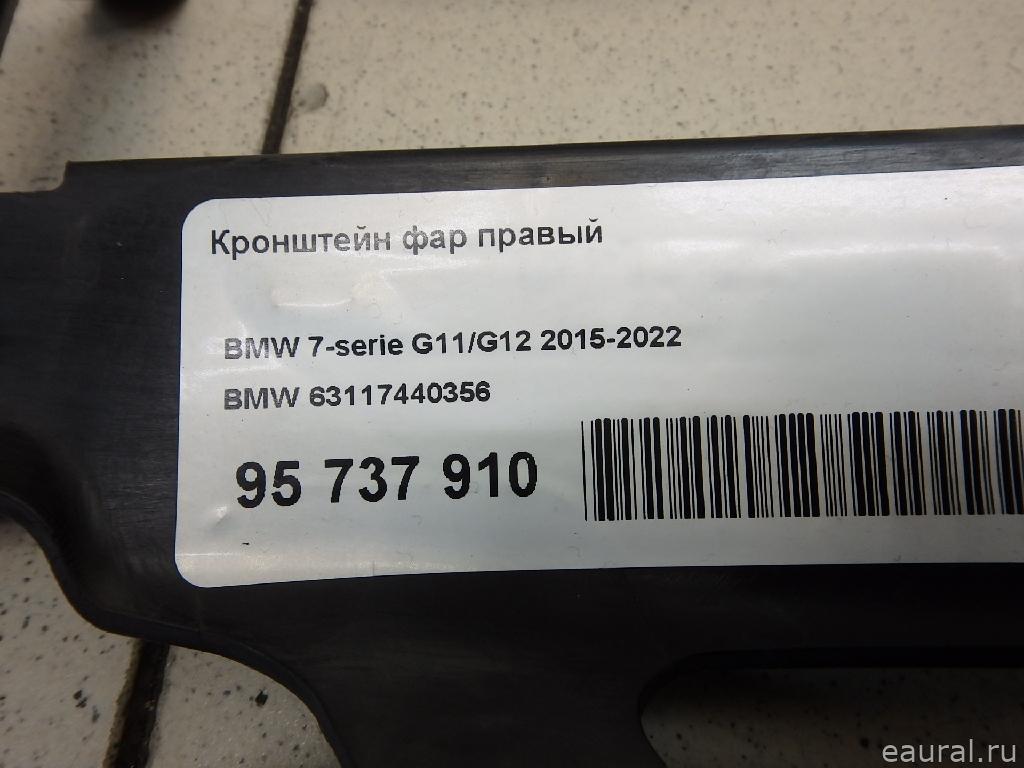 Кронштейн фар правый
BMW 7-serie G11/G12 2015-2022
BMW 63117440356
95 737 910
eaural.ru